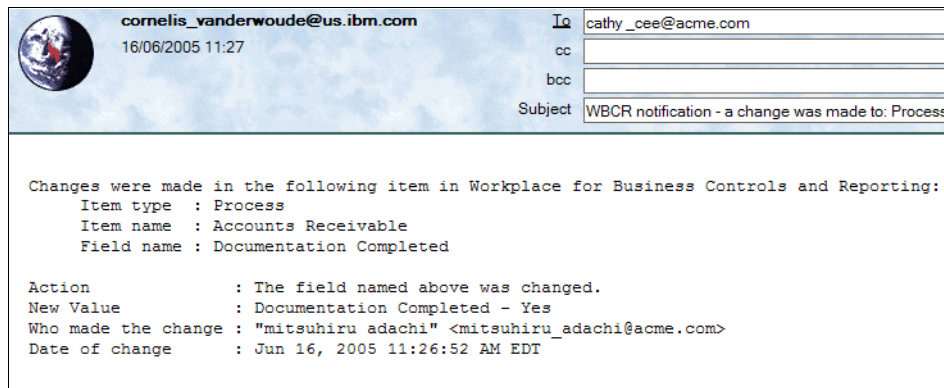 cornelis_vanderwoude@us.ibm.com
16/06/2005 11:27
To cathy_cee@acme.com
cc
bcc
Subject WBCR notification - a change was made to: Process
Changes were made in the following item in Workplace for Business Controls and Reporting:
Item type : Process
Item name : Accounts Receivable
Field name : Documentation Completed
Action : The field named above was changed.
New Value : Documentation Completed - Yes
Who made the change : "mitsuhiru adachi" <mitsuhiru_adachi@acme.com>
Date of change : Jun 16, 2005 11:26:52 AM EDT